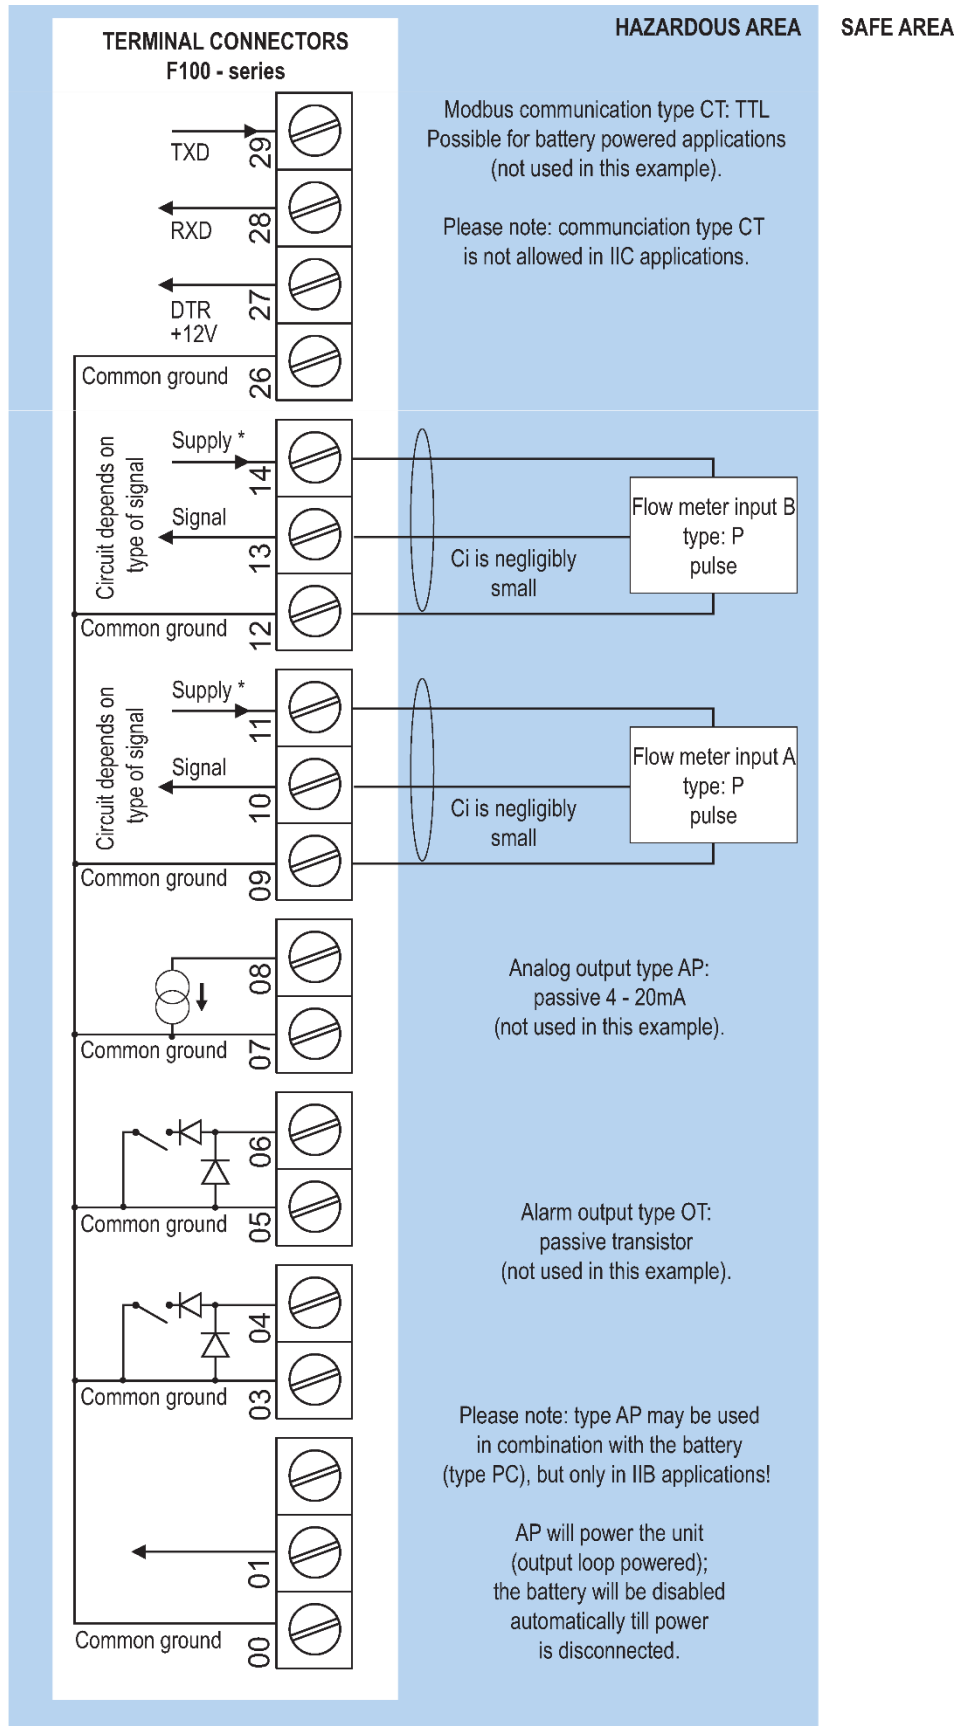 HAZARDOUS AREA
SAFE AREA
TERMINAL CONNECTORS
F100 - series
TXD
29
RXD
28
DTR
+12V
27
Common ground
26
Modbus communication type CT: TTL
Possible for battery powered applications
(not used in this example).
Please note: communciation type CT
is not allowed in IIC applications.
Circuit depends on
type of signal
Supply *
14
Signal
13
Common ground
12
Ci is negligibly
small
Flow meter input B
type: P
pulse
Circuit depends on
type of signal
Supply *
11
Signal
10
Common ground
09
Ci is negligibly
small
Flow meter input A
type: P
pulse
08
Common ground
07
Analog output type AP:
passive 4 - 20mA
(not used in this example).
06
Common ground
05
Alarm output type OT:
passive transistor
(not used in this example).
04
Common ground
03
Please note: type AP may be used
in combination with the battery
(type PC), but only in IIB applications!
01
Common ground
00
AP will power the unit
(output loop powered);
the battery will be disabled
automatically till power
is disconnected.